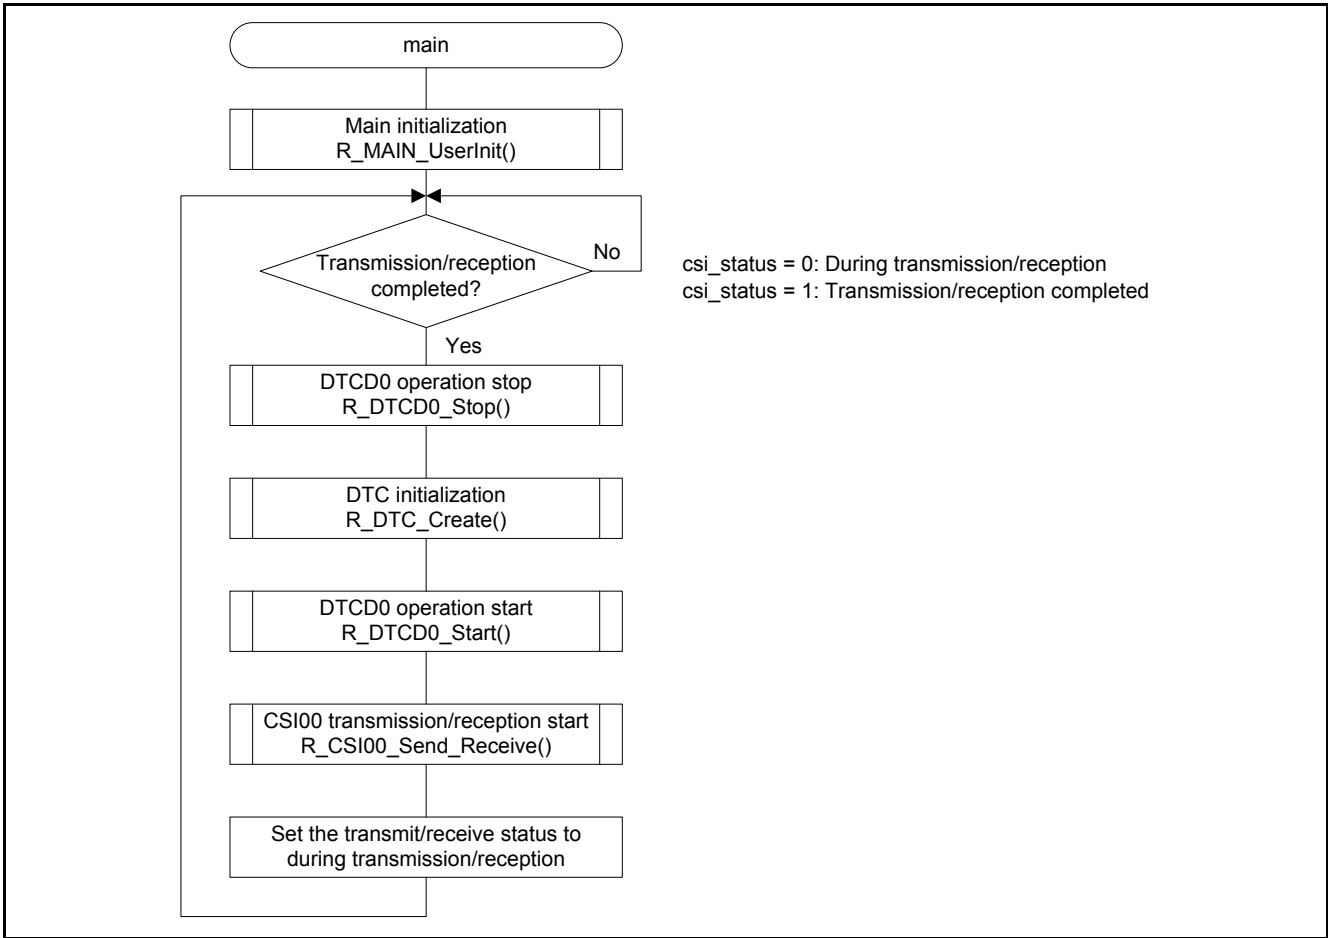 main
Main initialization
R_MAIN_UserInit()
Transmission/reception
completed?
No
csi_status = 0: During transmission/reception
csi_status = 1: Transmission/reception completed
Yes
DTCD0 operation stop
R_DTCD0_Stop()
DTC initialization
R_DTC_Create()
DTCD0 operation start
R_DTCD0_Start()
CSI00 transmission/reception start
R_CSI00_Send_Receive()
Set the transmit/receive status to
during transmission/reception